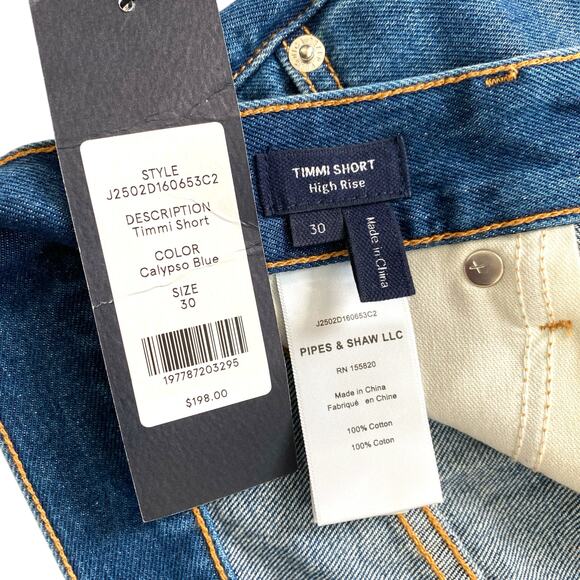 STYLE
J2502D160653C2
DESCRIPTION
Timmi Short
COLOR
Calypso Blue
SIZE
30
197787203295
$198.00
TIMMI SHORT
High Rise
30
Made in China
J2502D160653C2
PIPES & SHAW LLC
RN 155820
Made in China
Fabriqué en Chine
100% Cotton
100% Coton